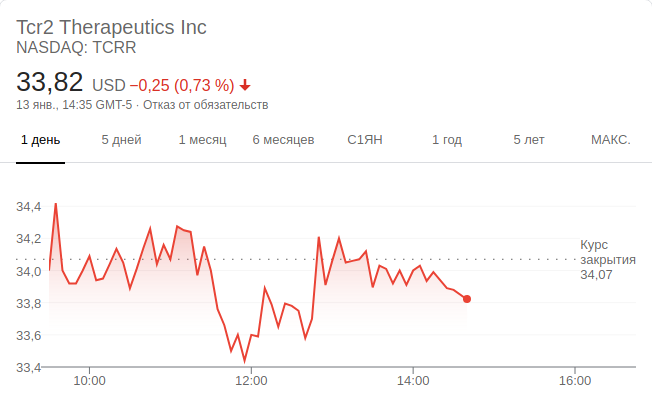 Tcr2 Therapeutics Inc
NASDAQ: TCRR
33,82 USD −0,25 (0,73 %)
13 янв., 14:35 GMT-5 · Отказ от обязательств
1 день 5 дней 1 месяц 6 месяцев С1ЯН 1 год 5 лет МАКС.
34,4
34,2
Курс
закрытия
34,07
34,0
33,8
33,6
33,4
10:00 12:00 14:00 16:00